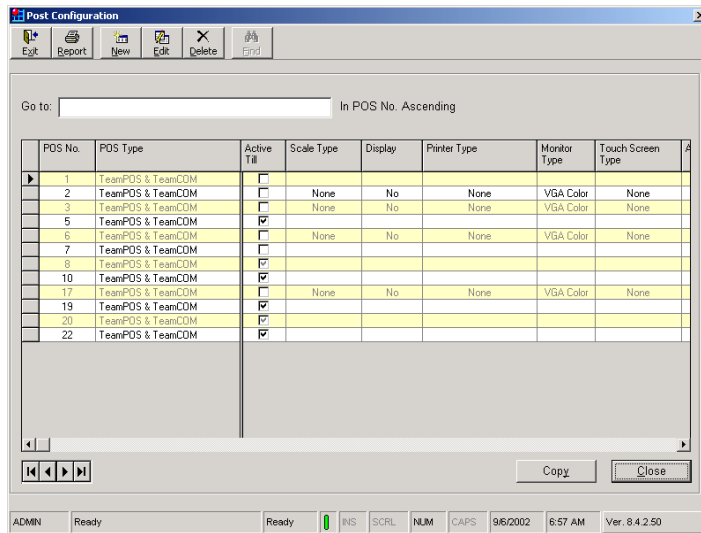 Post Configuration
Exit Report New Edit Delete Find
Go to: In POS No. Ascending
POS No. POS Type Active Till Scale Type Display Printer Type Monitor Type Touch Screen Type A
1 TeamPOS & TeamCOM
2 TeamPOS & TeamCOM None No None VGA Color None
3 TeamPOS & TeamCOM None No None VGA Color None
5 TeamPOS & TeamCOM
6 TeamPOS & TeamCOM None No None VGA Color None
7 TeamPOS & TeamCOM
8 TeamPOS & TeamCOM
10 TeamPOS & TeamCOM
17 TeamPOS & TeamCOM None No None VGA Color None
19 TeamPOS & TeamCOM
20 TeamPOS & TeamCOM
22 TeamPOS & TeamCOM
Copy Close
ADMIN Ready Ready INS SCRL NUM CAPS 9/6/2002 6:57 AM Ver. 8.4.2.50